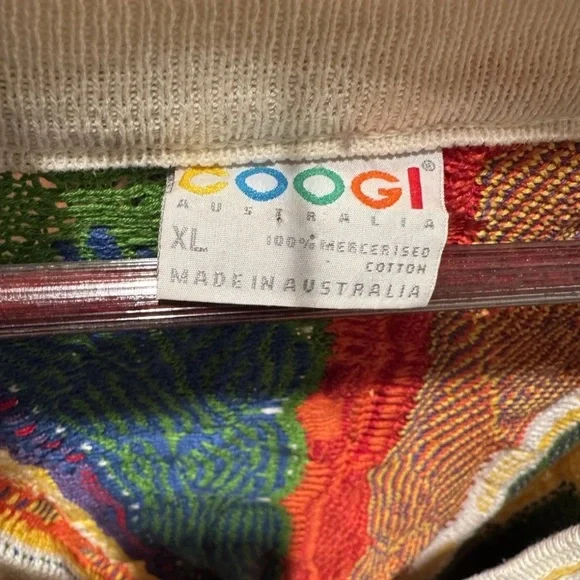 COOGI®
AUSTRALIA
XL 100% MERCERISED
COTTON
MADE IN AUSTRALIA